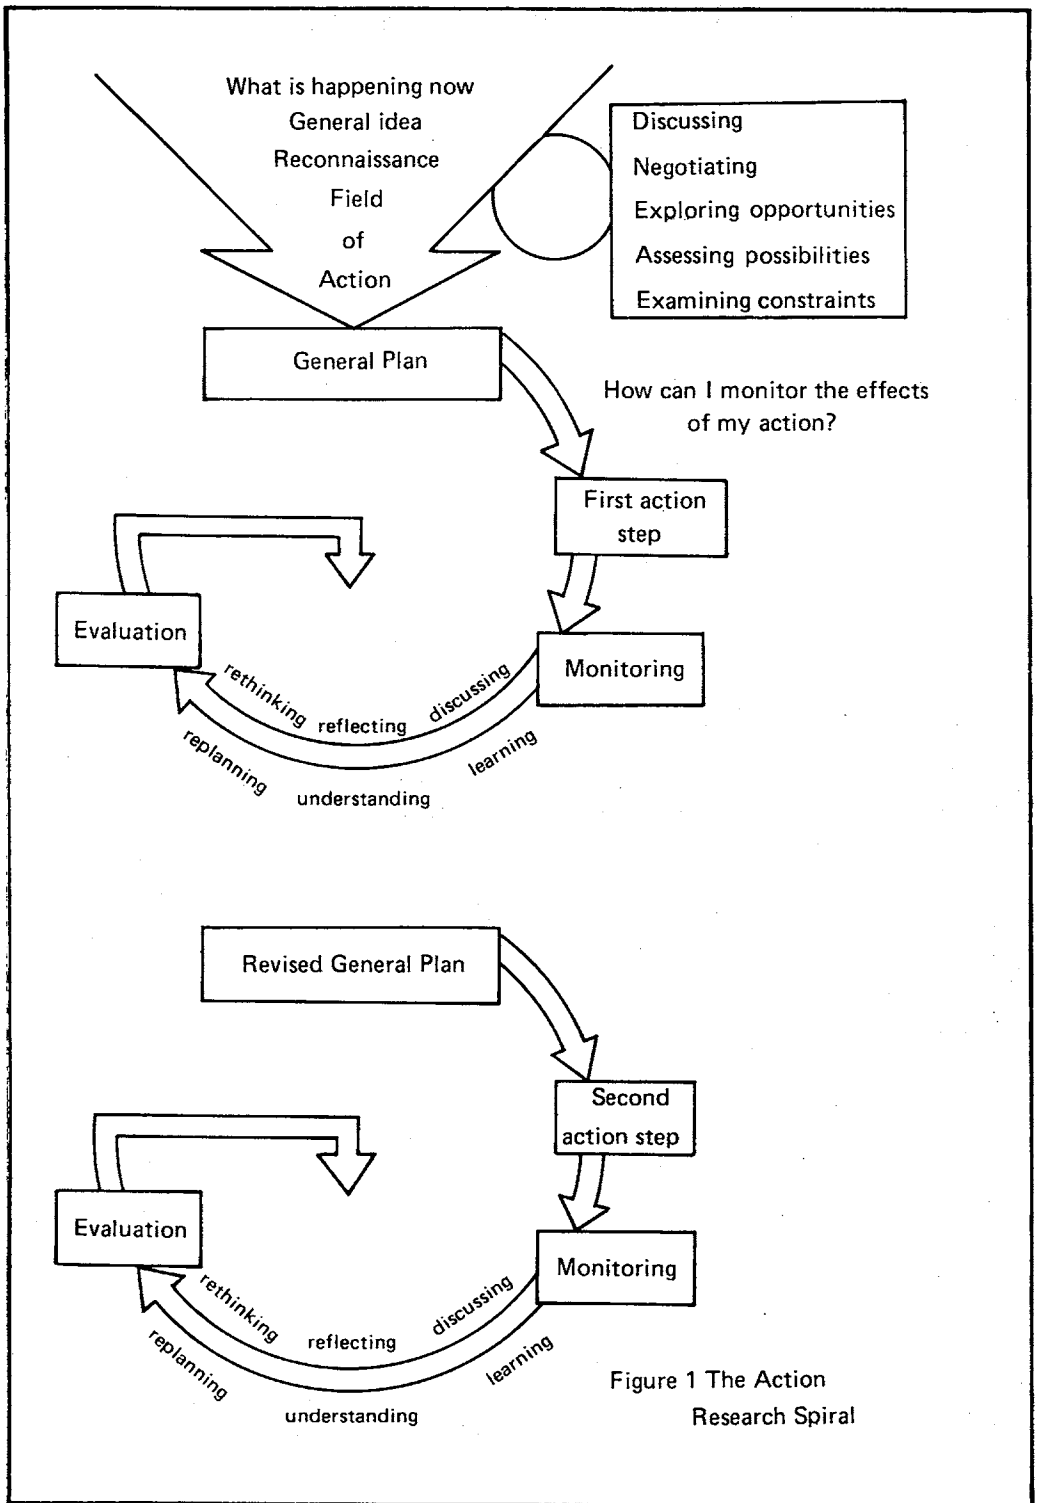 What is happening now
General idea
Reconnaissance
Field
of
Action
Discussing
Negotiating
Exploring opportunities
Assessing possibilities
Examining constraints
General Plan
How can I monitor the effects
of my action?
First action
step
Monitoring
Evaluation
rethinking
reflecting
discussing
replanning
understanding
learning
Revised General Plan
Second
action step
Monitoring
Evaluation
rethinking
reflecting
discussing
replanning
understanding
learning
Figure 1 The Action
Research Spiral